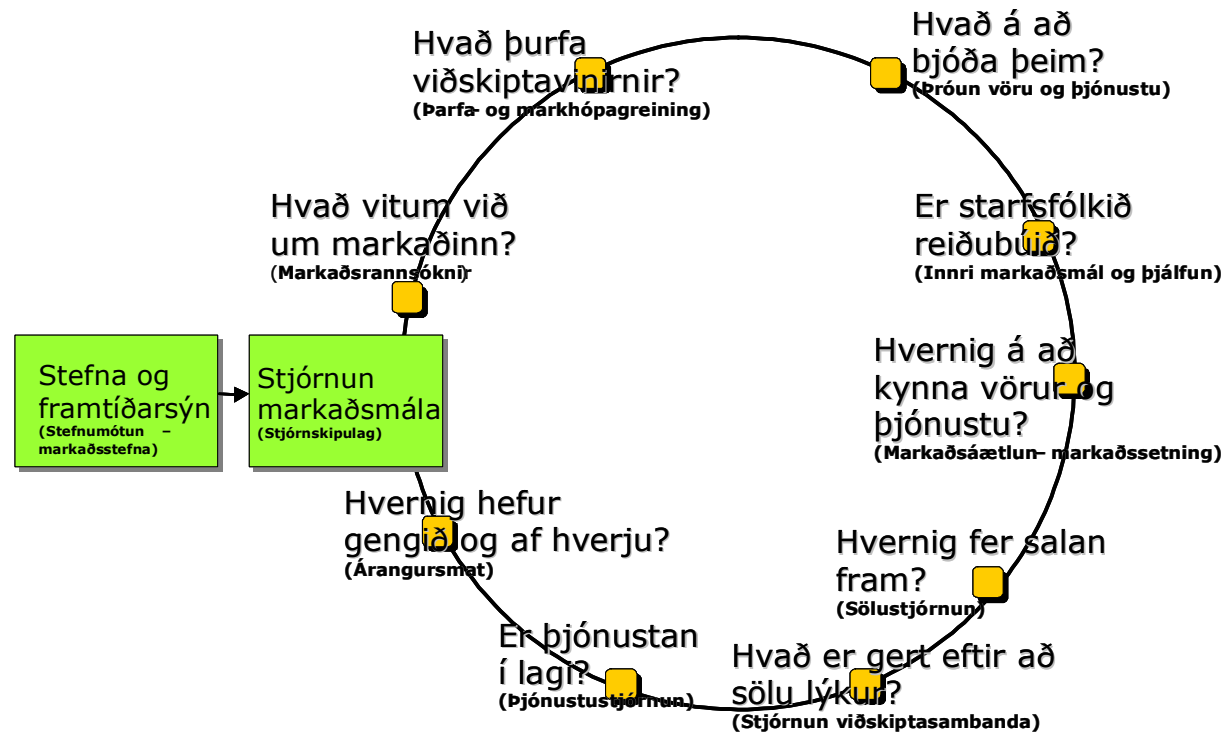 Stefna og
framtíðarsýn
(Stefnumótun –
markaðsstefna)
Stjórnun
markaðsmála
(Stjórnskipulag)
Hvað vitum við
um markaðinn?
(Markaðsrannsóknir)
Hvað þurfa
viðskiptavinirnir?
(Þarfa- og markhópagreining)
Hvað á að
bjóða þeim?
(Þróun vöru og þjónustu)
Er starfsfólkið
reiðubúið?
(Innri markaðsmál og þjálfun)
Hvernig á að
kynna vörur og
þjónustu?
(Markaðsáætlun– markaðssetning)
Hvernig fer salan
fram?
(Sölustjórnun)
Hvað er gert eftir að
sölu lýkur?
(Stjórnun viðskiptasambanda)
Er þjónustan
í lagi?
(Þjónustustjórnun)
Hvernig hefur
gengið og af hverju?
(Árangursmat)